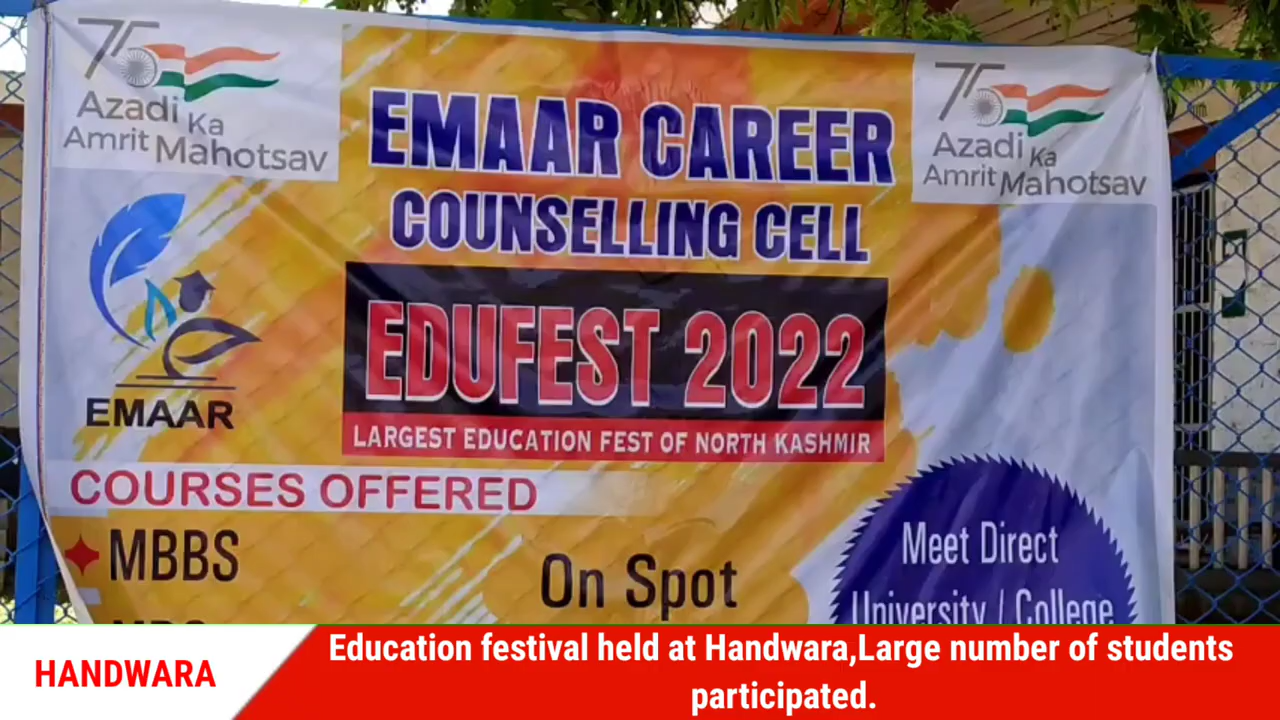 75
Azadi Ka
Amrit Mahotsav
EMAAR CAREER
COUNSELLING CELL
75
Azadi Ka
Amrit Mahotsav
EMAAR
EDUFEST 2022
LARGEST EDUCATION FEST OF NORTH KASHMIR
COURSES OFFERED
MBBS
On Spot
Meet Direct
University / College
HANDWARA
Education festival held at Handwara,Large number of students
participated.